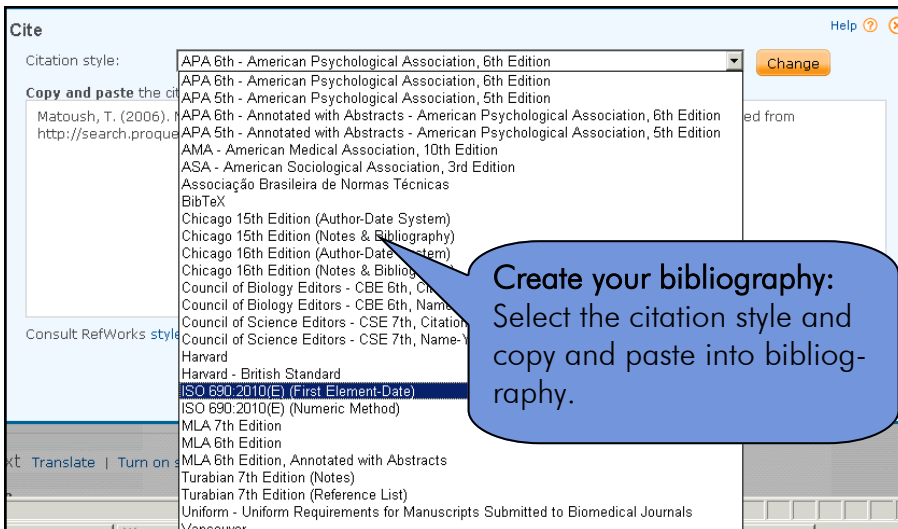 Cite
Help
Citation style:
APA 6th - American Psychological Association, 6th Edition
Change
APA 6th - American Psychological Association, 6th Edition
APA 5th - American Psychological Association, 5th Edition
APA 6th - Annotated with Abstracts - American Psychological Association, 6th Edition
APA 5th - Annotated with Abstracts - American Psychological Association, 5th Edition
AMA - American Medical Association, 10th Edition
ASA - American Sociological Association, 3rd Edition
Associação Brasileira de Normas Técnicas
BibTeX
Chicago 15th Edition (Author-Date System)
Chicago 15th Edition (Notes & Bibliography)
Chicago 16th Edition (Author-Date System)
Chicago 16th Edition (Notes & Bibliog
Council of Biology Editors - CBE 6th, Cit
Council of Biology Editors - CBE 6th, Name-
Council of Science Editors - CSE 7th, Citation
Council of Science Editors - CSE 7th, Name-Y
Harvard
Harvard - British Standard
ISO 690:2010(E) (First Element-Date)
ISO 690:2010(E) (Numeric Method)
MLA 7th Edition
MLA 6th Edition
MLA 6th Edition, Annotated with Abstracts
Turabian 7th Edition (Notes)
Turabian 7th Edition (Reference List)
Uniform - Uniform Requirements for Manuscripts Submitted to Biomedical Journals
Vancouver
Copy and paste the cit
Matoush, T. (2006).
ed from
http://search.proque
Consult RefWorks style
Create your bibliography:
Select the citation style and
copy and paste into bibliog-
raphy.
xt Translate | Turn on s